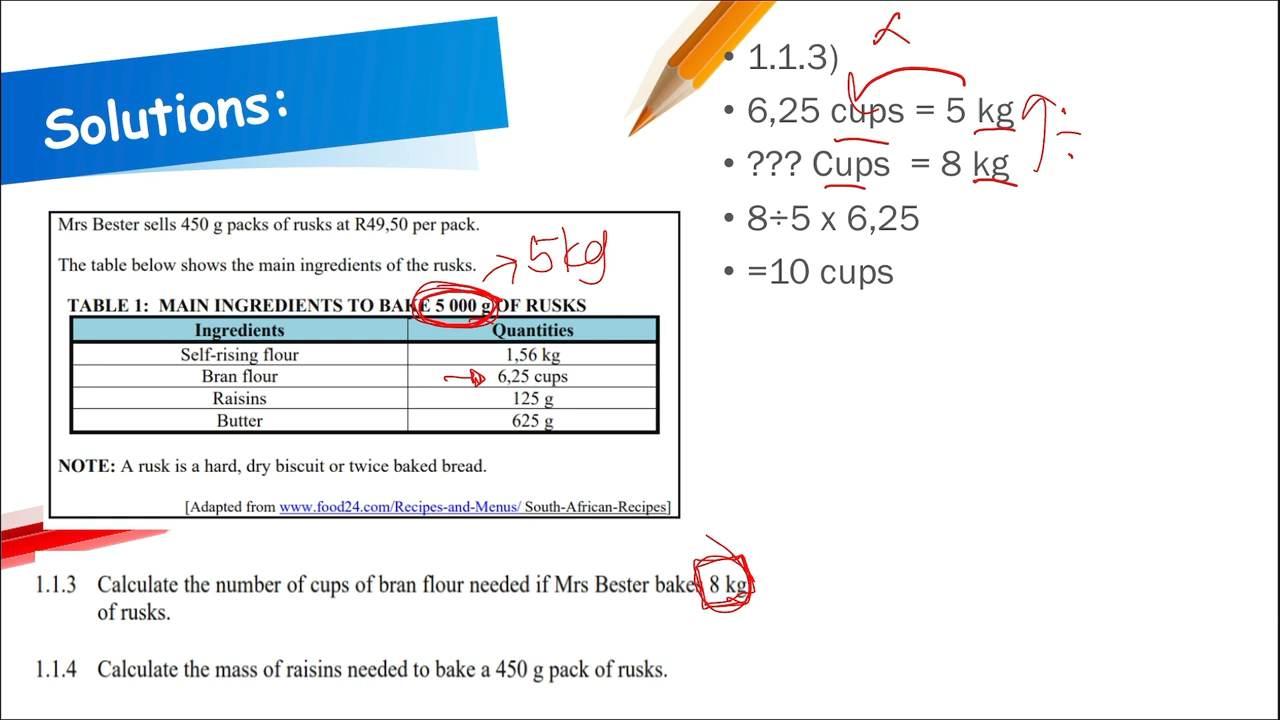 Solutions:
Mrs Bester sells 450 g packs of rusks at R49,50 per pack.
The table below shows the main ingredients of the rusks.
5kg
TABLE 1: MAIN INGREDIENTS TO BAKE 5 000 g OF RUSKS
Ingredients Quantities
Self-rising flour 1,56 kg
Bran flour 6,25 cups
Raisins 125 g
Butter 625 g
NOTE: A rusk is a hard, dry biscuit or twice baked bread.
[Adapted from www.food24.com/Recipes-and-Menus/ South-African-Recipes]
1.1.3 Calculate the number of cups of bran flour needed if Mrs Bester bakes 8 kg
of rusks.
1.1.4 Calculate the mass of raisins needed to bake a 450 g pack of rusks.
• 1.1.3)
• 6,25 cups = 5 kg
÷
• ??? Cups = 8 kg
• 8÷5 x 6,25
• =10 cups